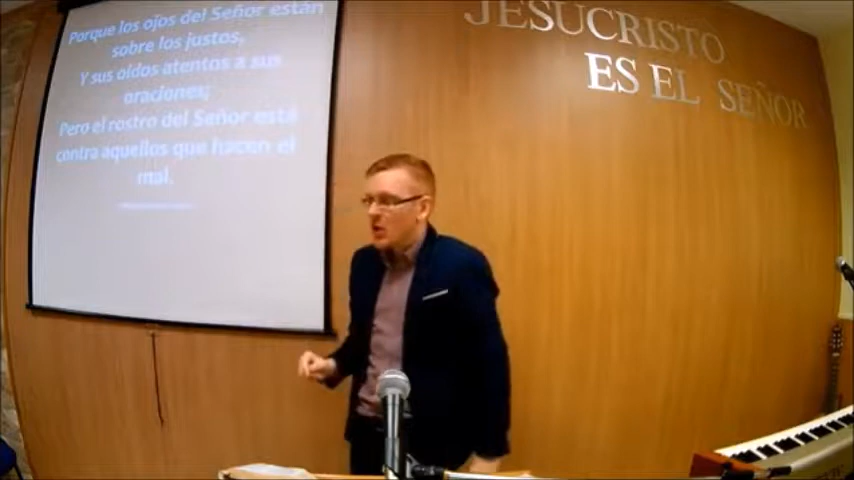 Porque los ojos del Señor están
sobre los justos,
Y sus oídos atentos a sus
oraciones;
Pero el rostro del Señor está
contra aquellos que hacen el
mal.
JESUCRISTO
ES EL SEÑOR